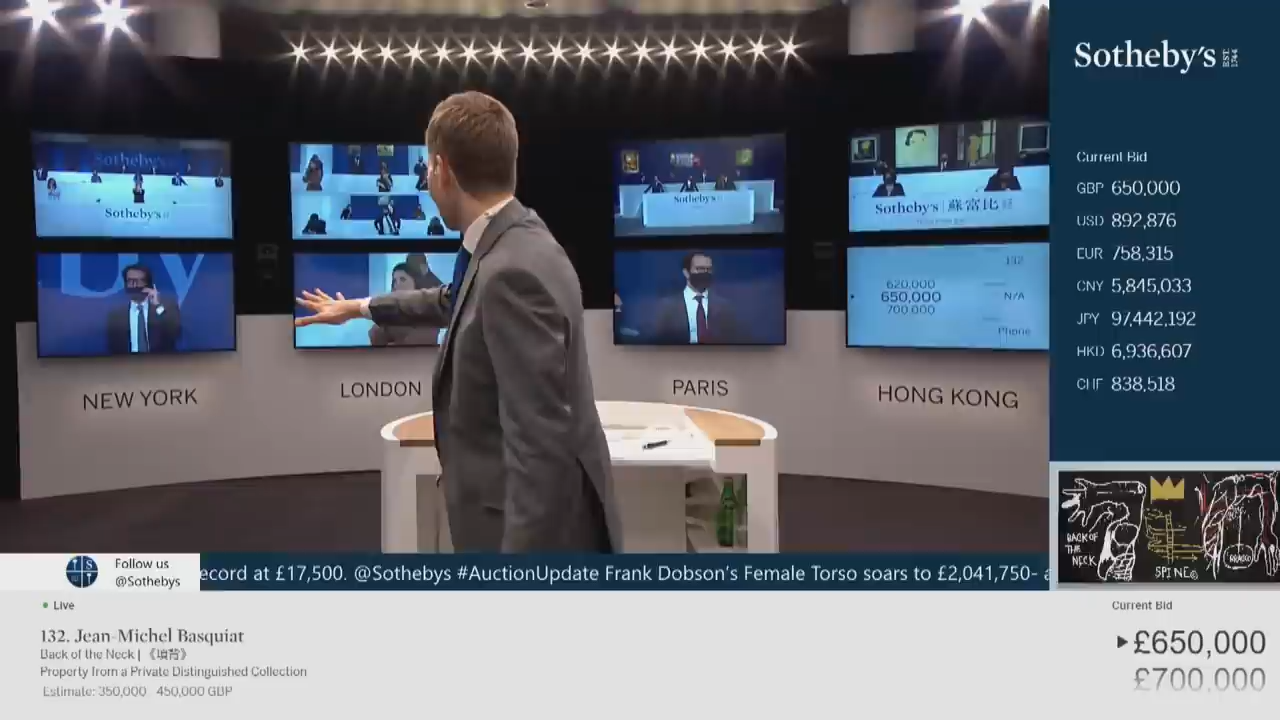 Sotheby's EST. 1744
Sotheby's
Sotheby's
Sotheby's
Sotheby's 蘇富比
132
620,000
650,000
700,000
N/A
Phone
NEW YORK
LONDON
PARIS
HONG KONG
Current Bid
GBP 650,000
USD 892,876
EUR 758,315
CNY 5,845,033
JPY 97,442,192
HKD 6,936,607
CHF 838,518
BACK OF
THE
NECK
SPINE©
Follow us
@Sothebys
ecord at £17,500. @Sothebys #AuctionUpdate Frank Dobson's Female Torso soars to £2,041,750- a
Live
132. Jean-Michel Basquiat
Back of the Neck | 《項背》
Property from a Private Distinguished Collection
Estimate: 350,000 450,000 GBP
Current Bid
£650,000
£700,000